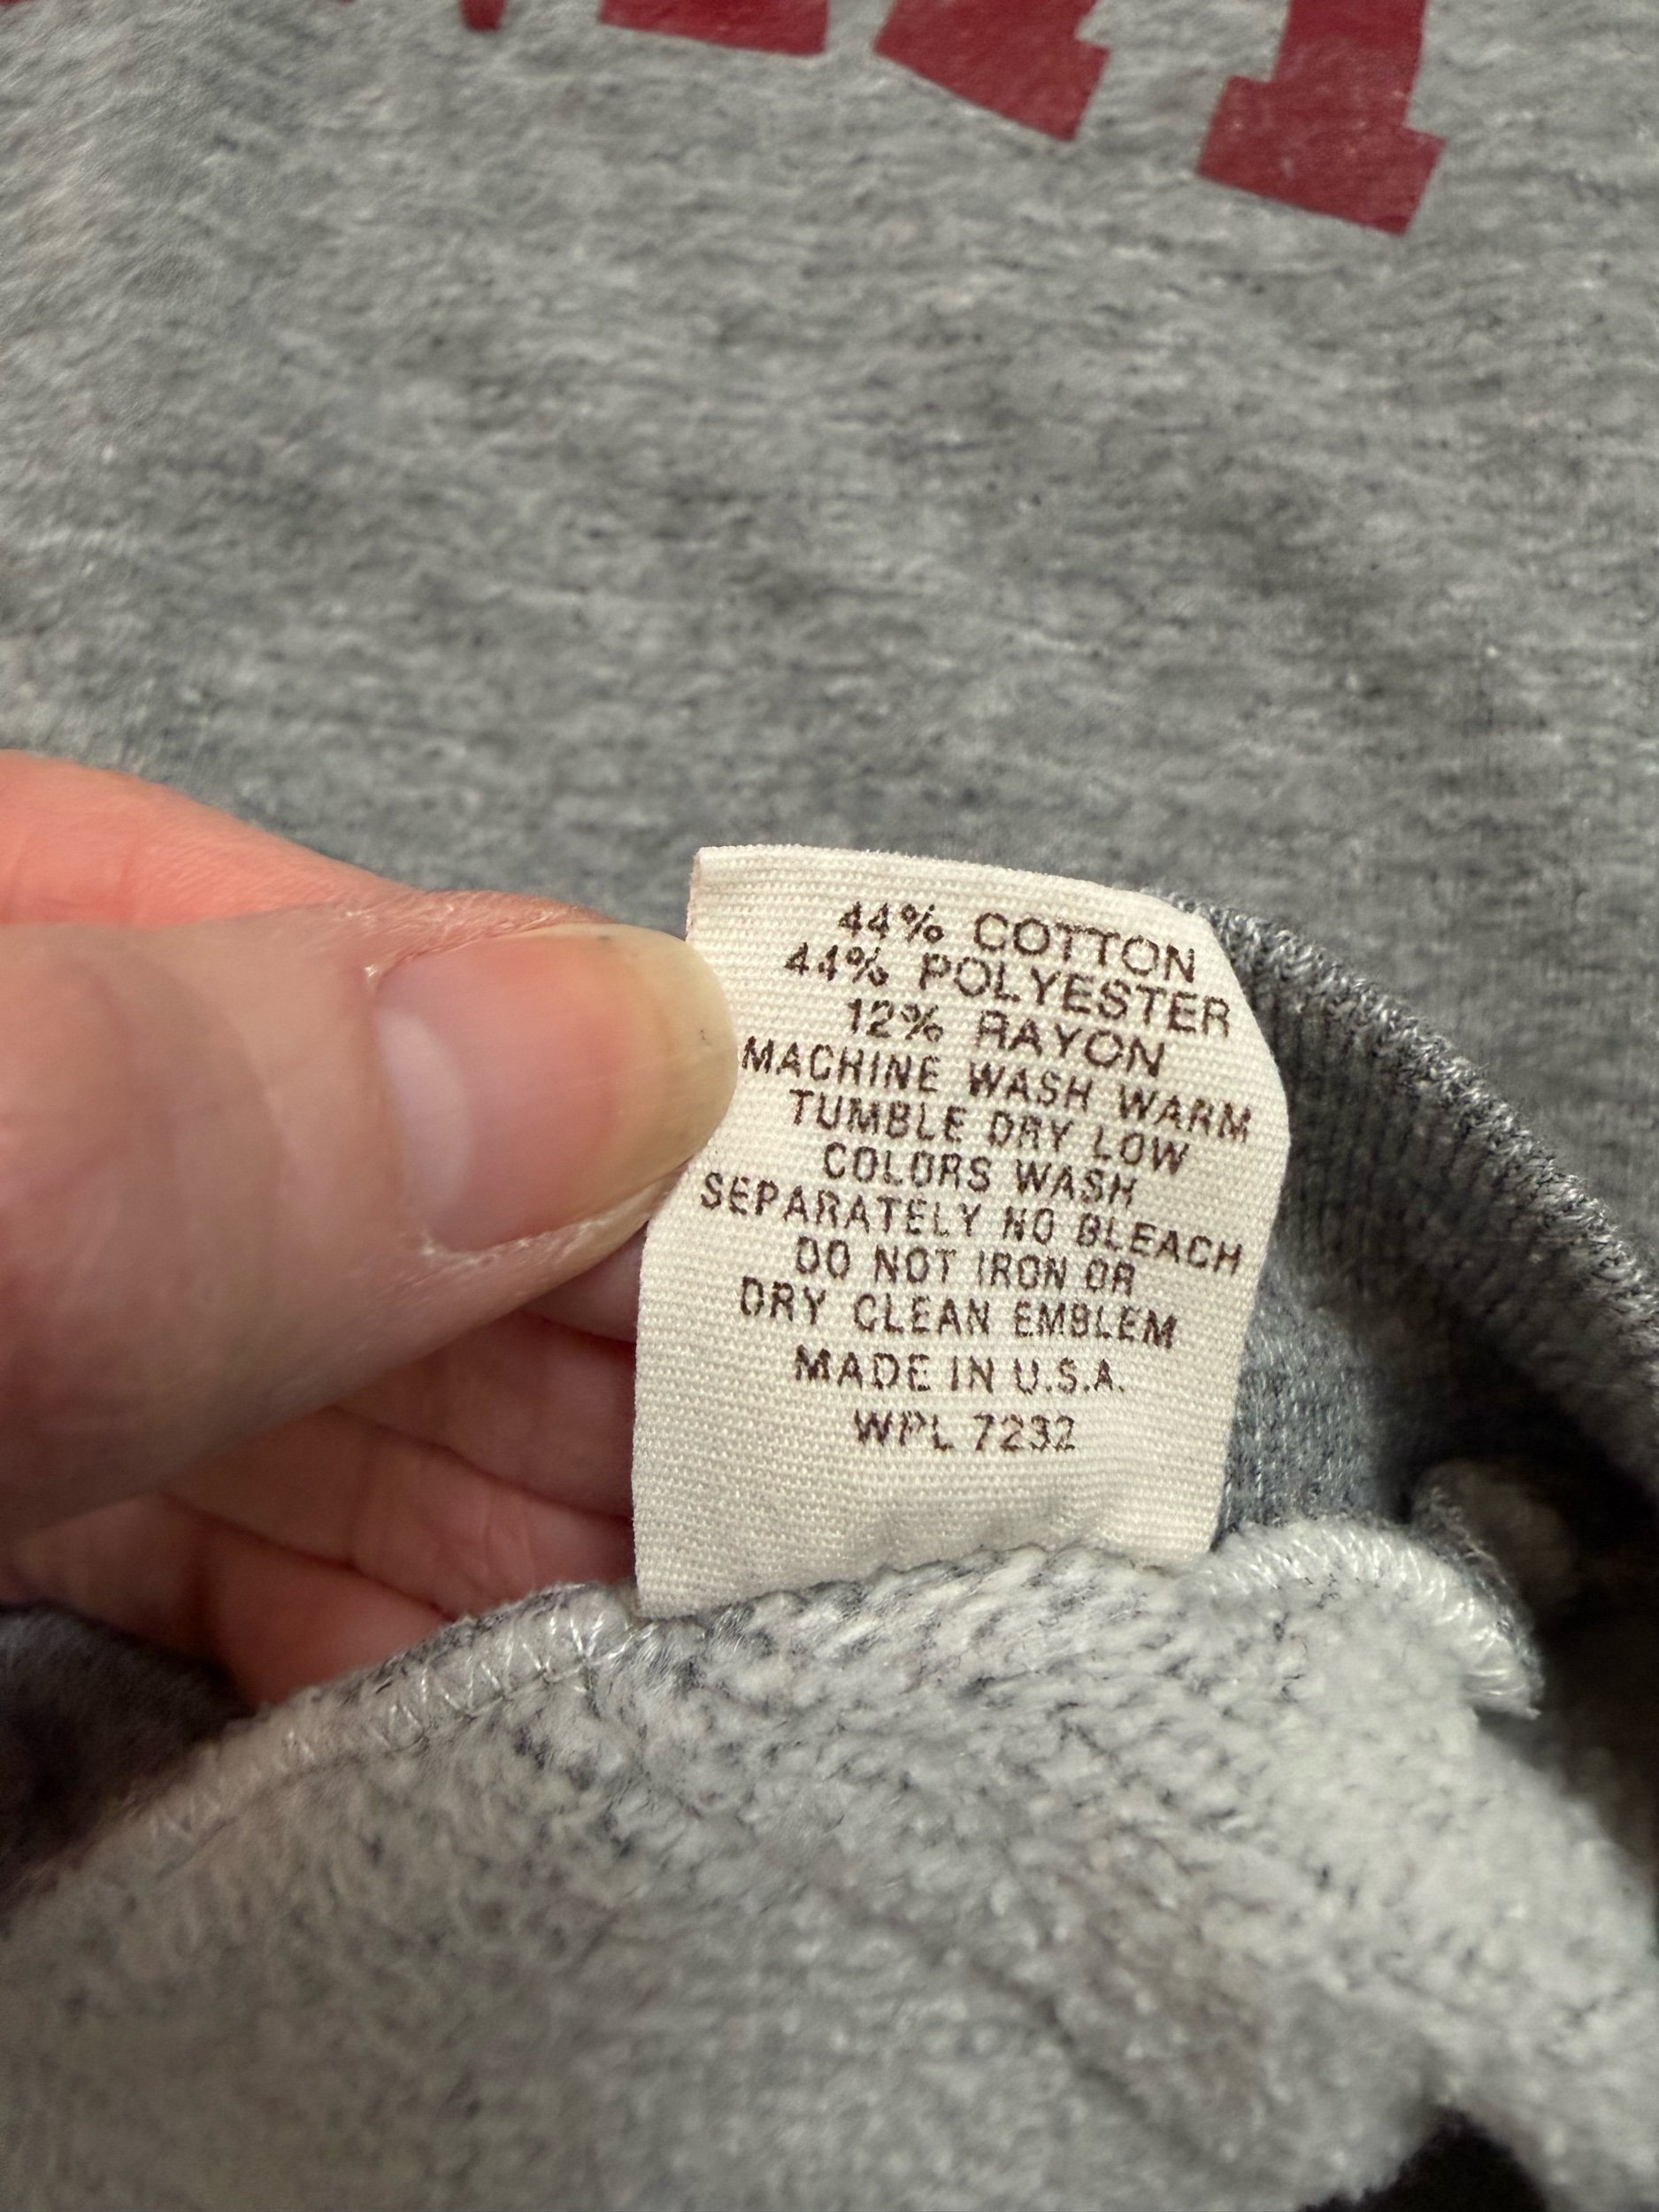 44% COTTON
44% POLYESTER
12% RAYON
MACHINE WASH WARM
TUMBLE DRY LOW
COLORS WASH
SEPARATELY NO BLEACH
DO NOT IRON OR
DRY CLEAN EMBLEM
MADE IN U.S.A.
WPL 7232